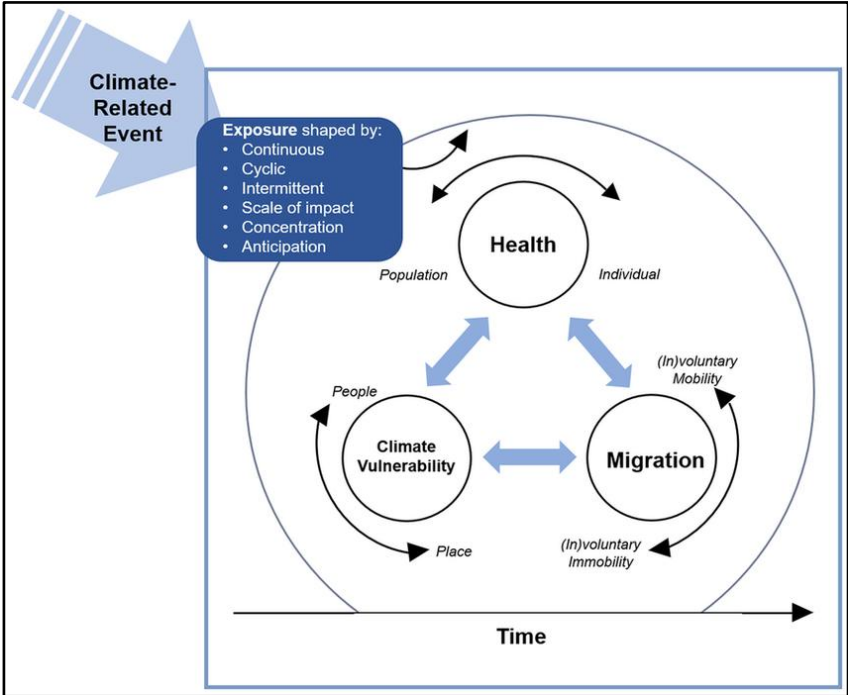 Climate-
Related
Event
Exposure shaped by:
• Continuous
• Cyclic
• Intermittent
• Scale of impact
• Concentration
• Anticipation
Health
Population
Individual
(In)voluntary
Mobility
People
Climate
Vulnerability
Migration
Place
(In)voluntary
Immobility
Time